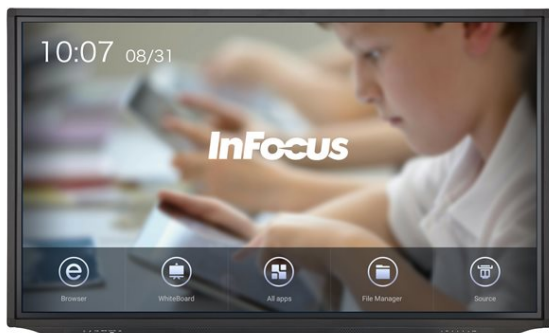 10:07 08/31
InFocus
Browser
WhiteBoard
All apps
File Manager
Source